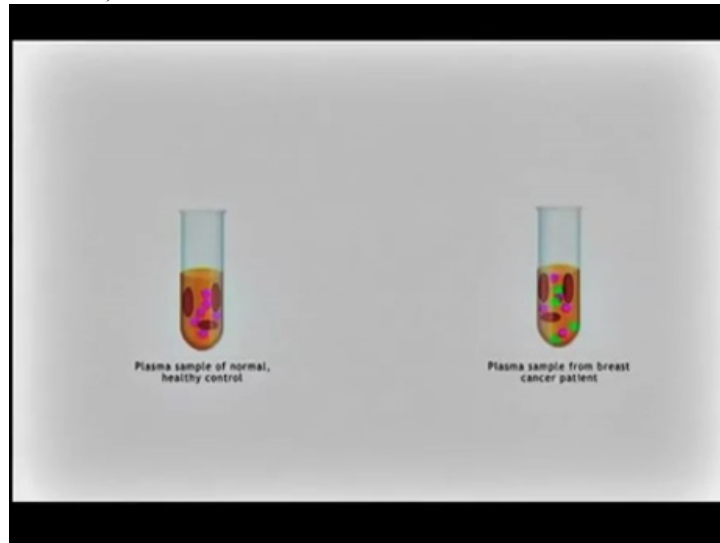 Plasma sample of normal,
healthy control
Plasma sample from breast
cancer patient